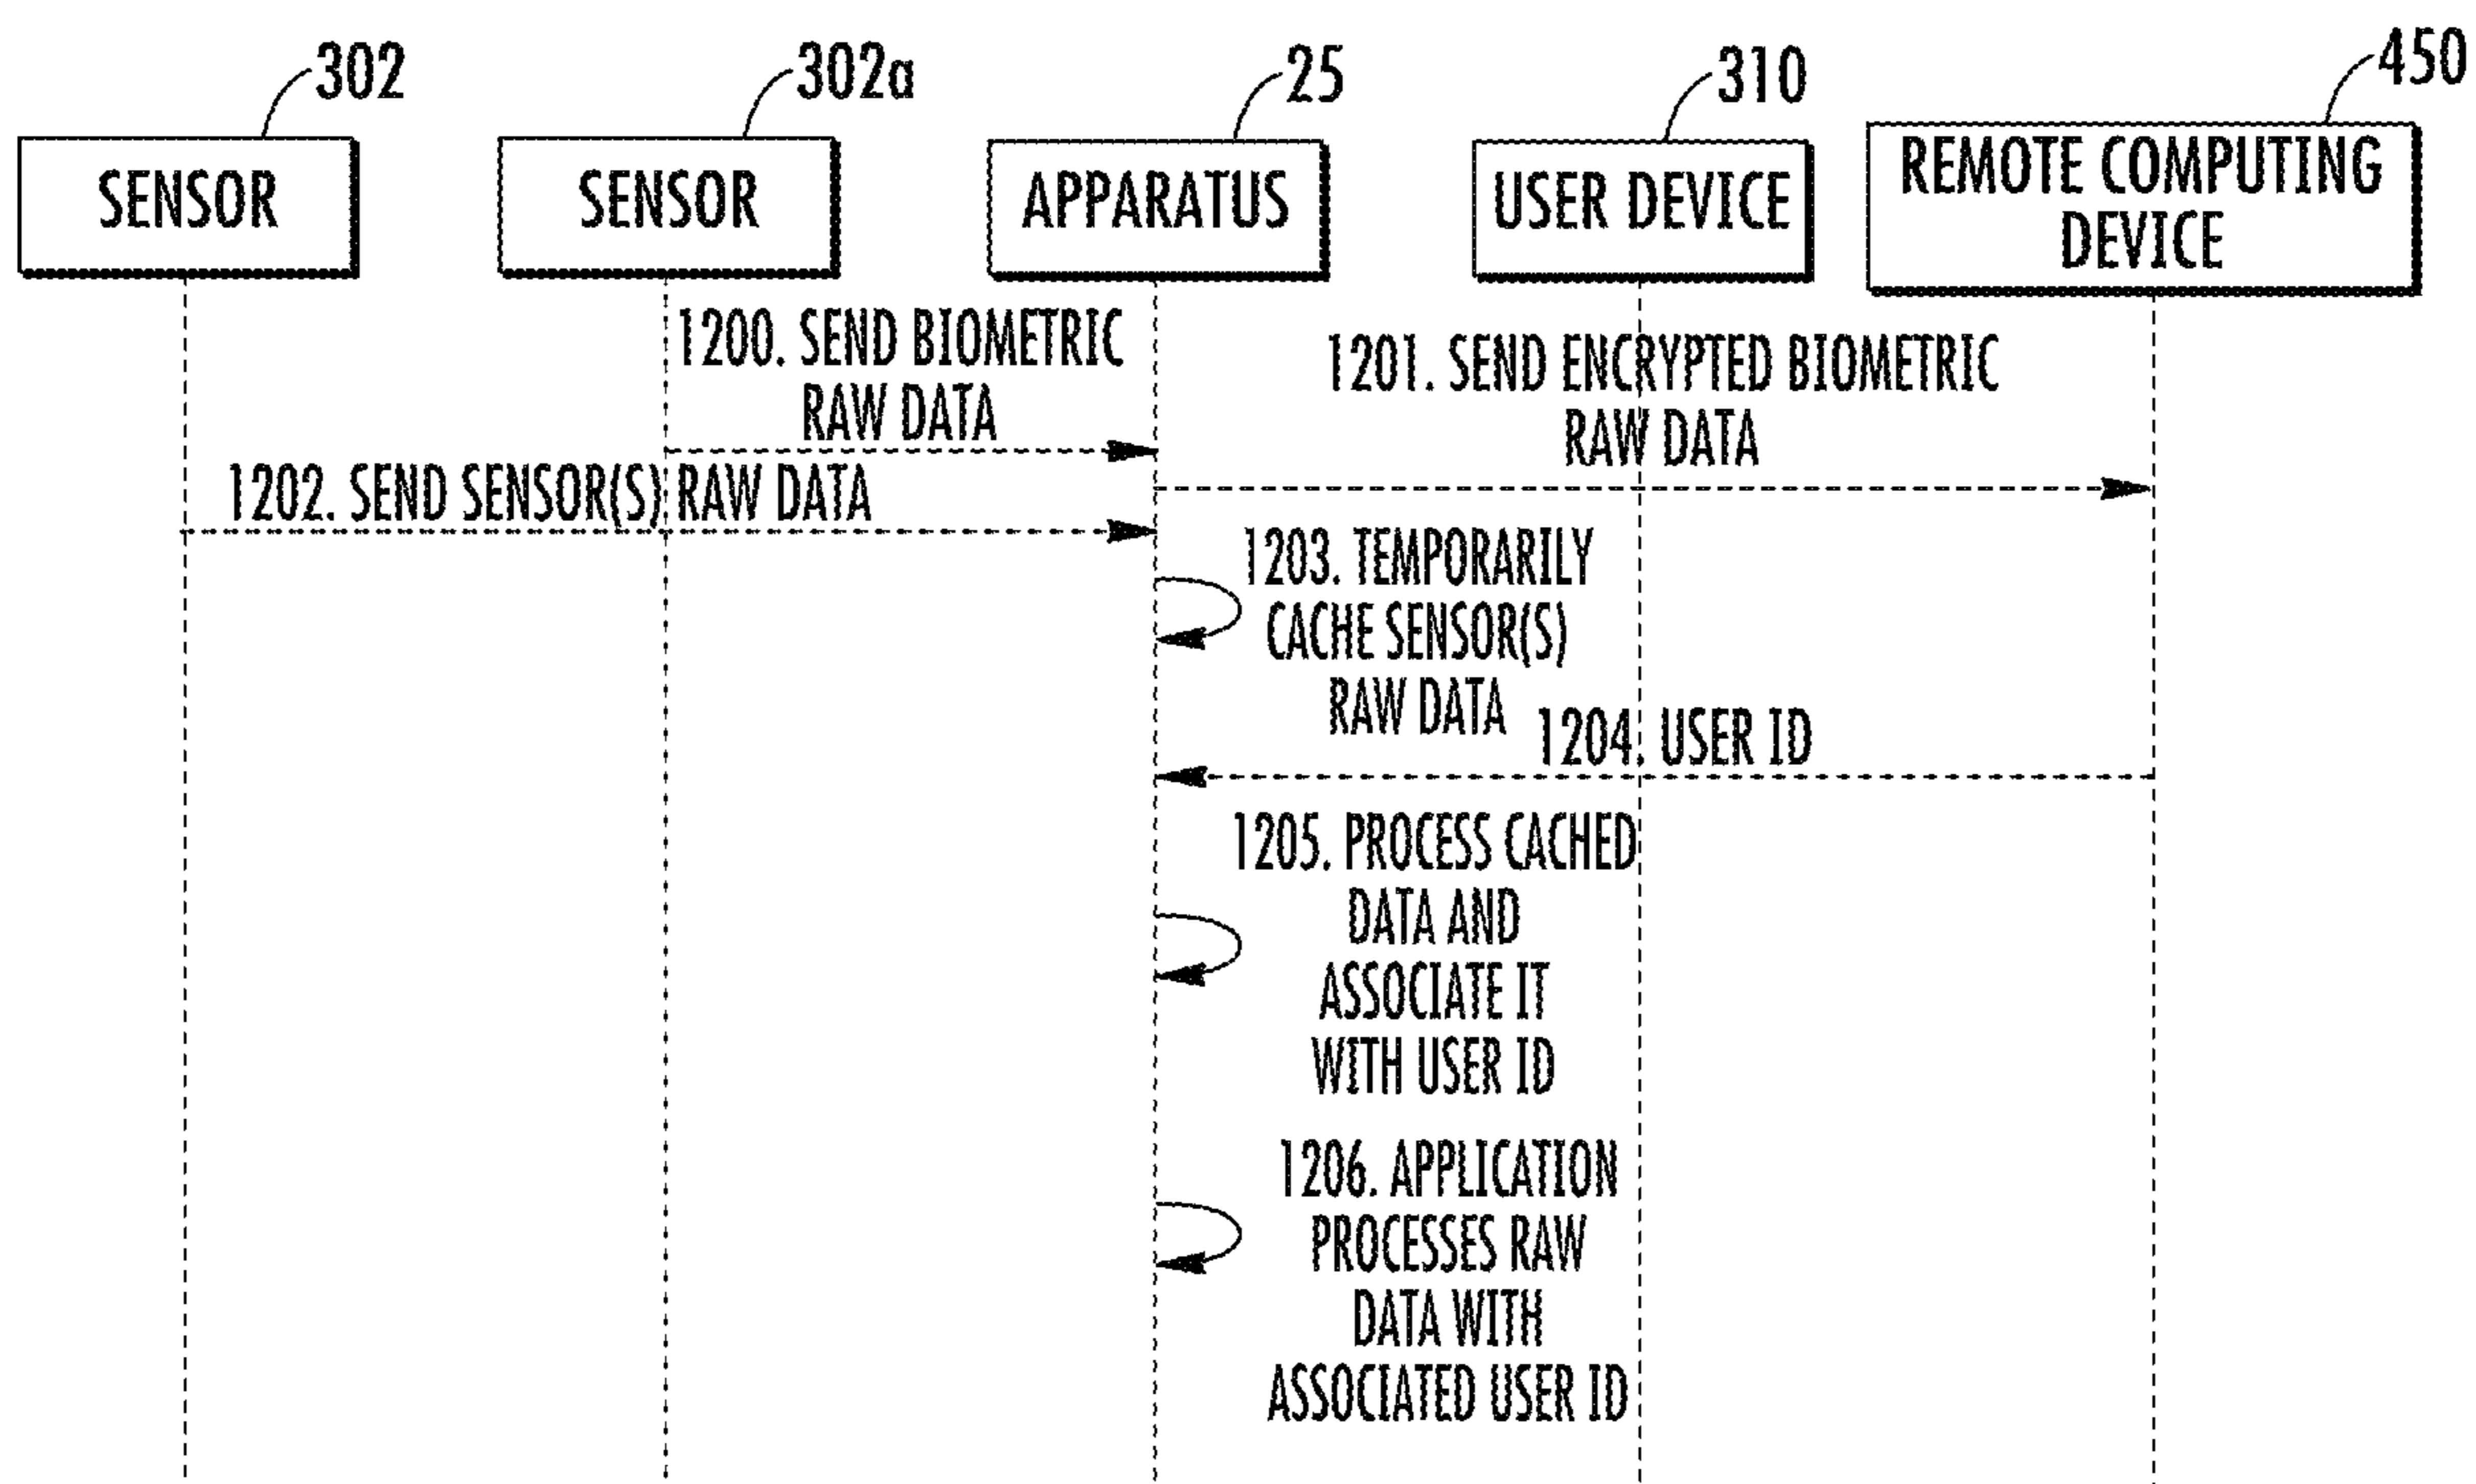 302
302a
25
310
450
SENSOR
SENSOR
APPARATUS
USER DEVICE
REMOTE COMPUTING
DEVICE
1200. SEND BIOMETRIC
RAW DATA
1201. SEND ENCRYPTED BIOMETRIC
RAW DATA
1202. SEND SENSOR(S) RAW DATA
1203. TEMPORARILY
CACHE SENSOR(S)
RAW DATA
1204. USER ID
1205. PROCESS CACHED
DATA AND
ASSOCIATE IT
WITH USER ID
1206. APPLICATION
PROCESSES RAW
DATA WITH
ASSOCIATED USER ID